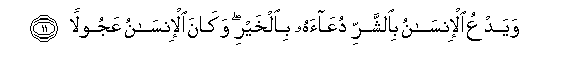 وَيَدْعُ ٱلْإِنسَـٰنُ بِٱلشَّرِّ دُعَآءَهُۥ بِٱلْخَيْرِ ۖ وَكَانَ ٱلْإِنسَـٰنُ عَجُولًا ۝١١